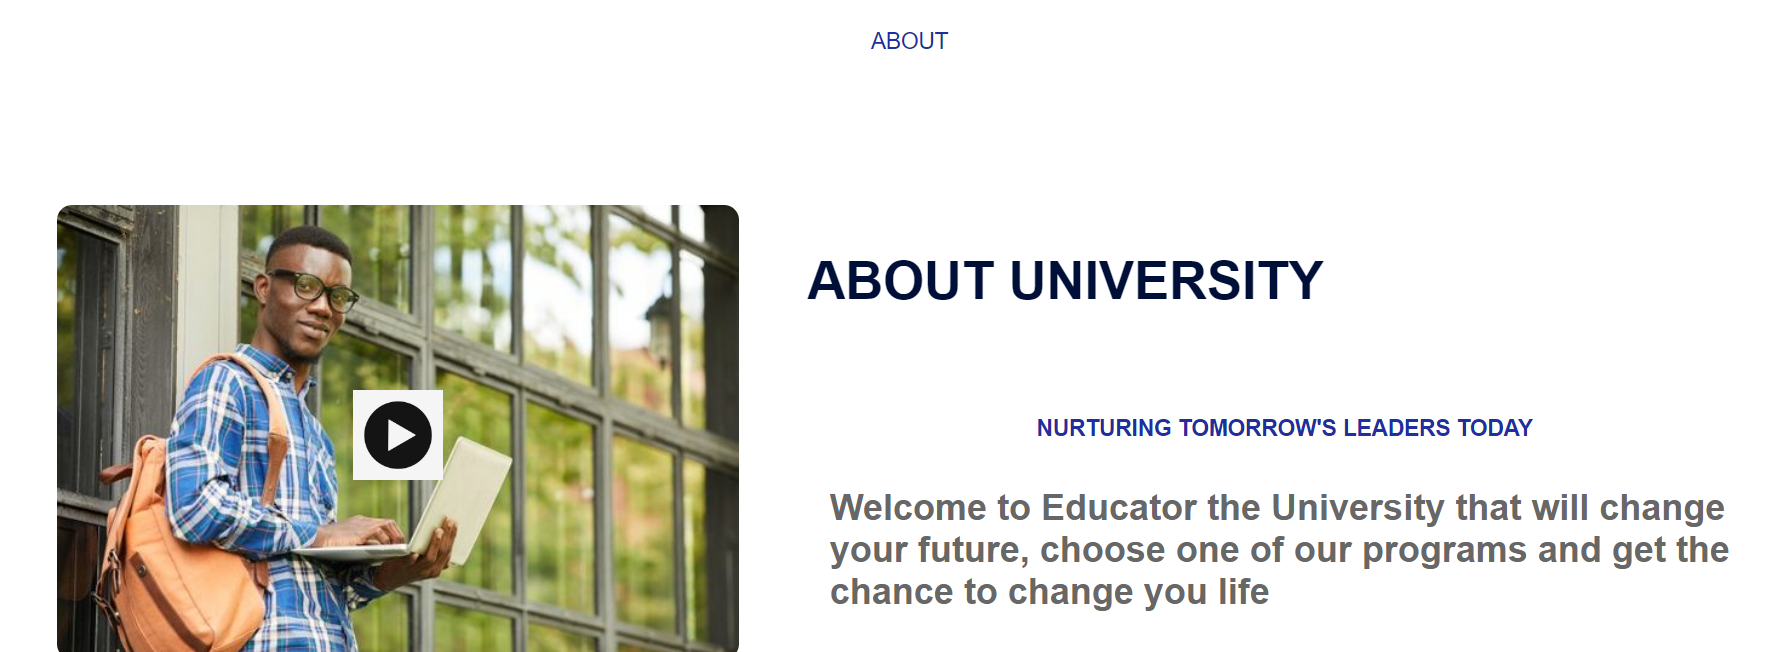 ABOUT
ABOUT UNIVERSITY
NURTURING TOMORROW'S LEADERS TODAY
Welcome to Educator the University that will change
your future, choose one of our programs and get the
chance to change you life